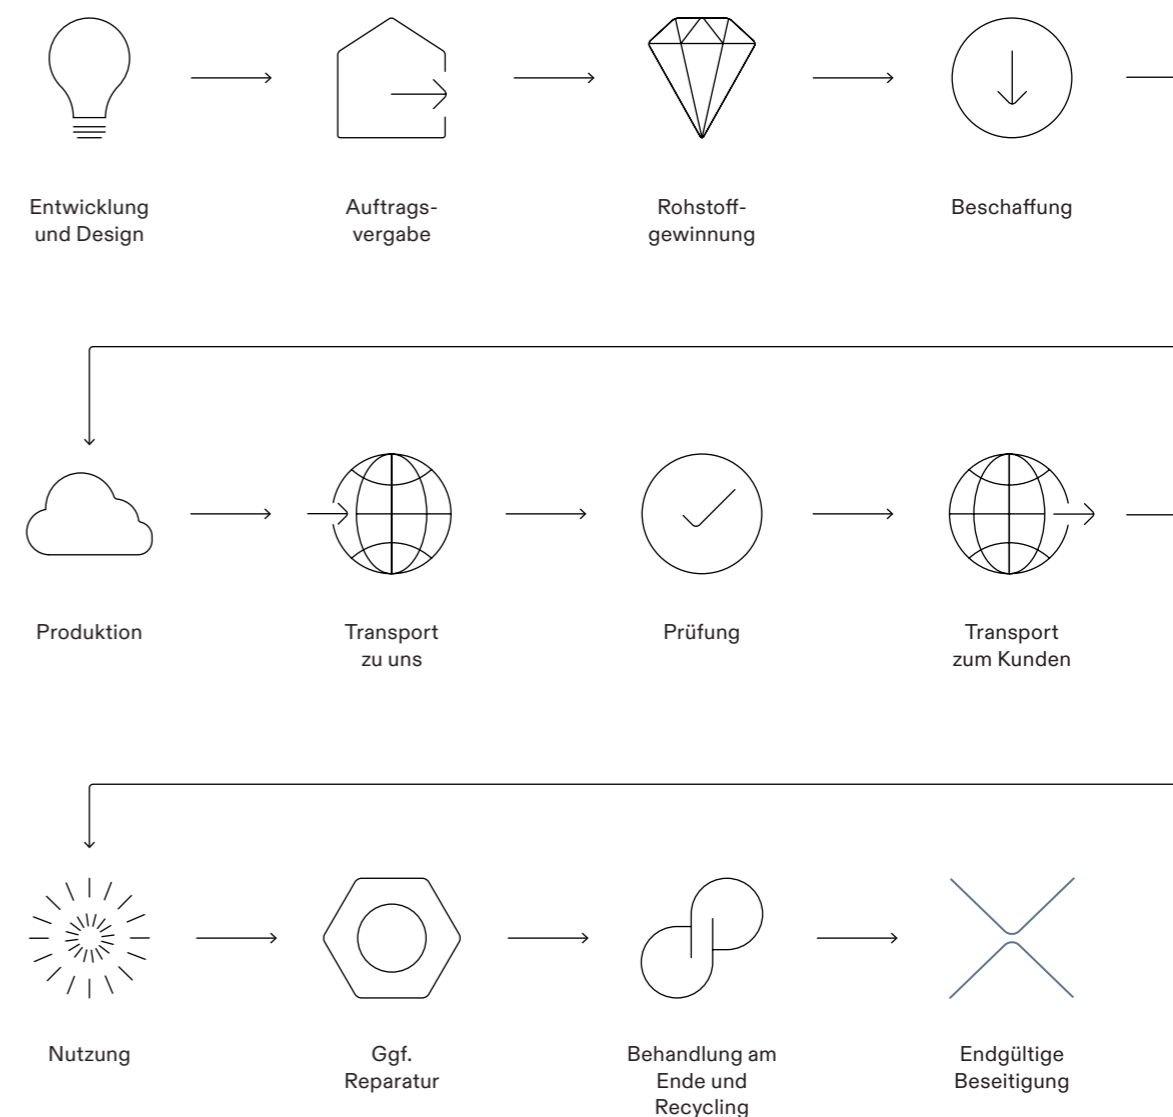 Entwicklung
und Design
Auftrags-
vergabe
Rohstoff-
gewinnung
Beschaffung
Produktion
Transport
zu uns
Prüfung
Transport
zum Kunden
Nutzung
Ggf.
Reparatur
Behandlung am
Ende und
Recycling
Endgültige
Beseitigung